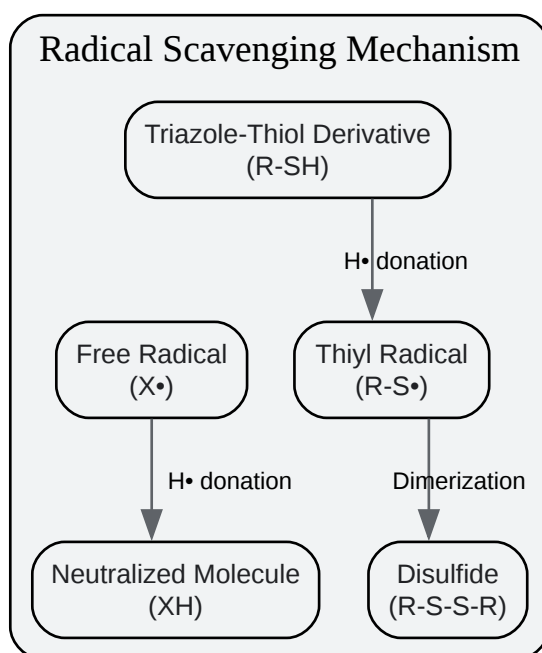 Radical Scavenging Mechanism
Triazole-Thiol Derivative
(R-SH)
H• donation
Free Radical
(X•)
Thiyl Radical
(R-S•)
H• donation
Dimerization
Neutralized Molecule
(XH)
Disulfide
(R-S-S-R)